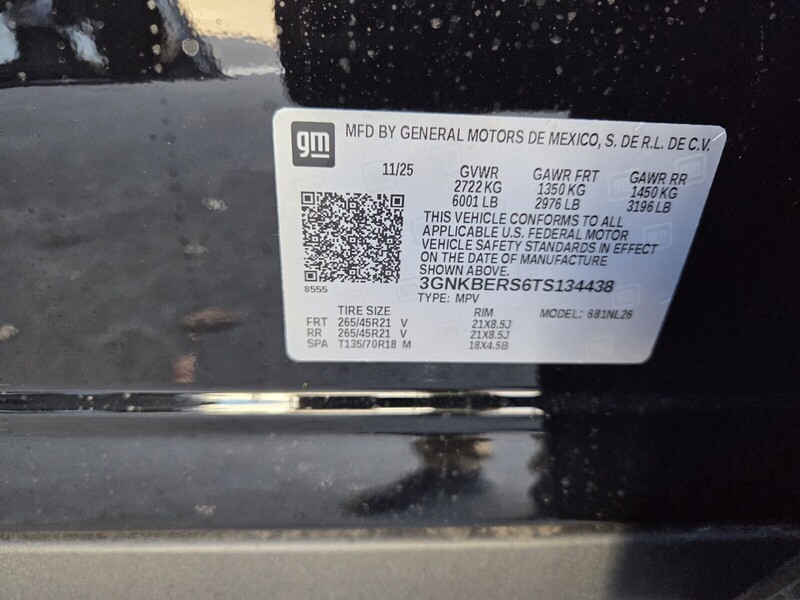 gm MFD BY GENERAL MOTORS DE MEXICO, S. DE R.L. DE C.V.
11/25 GVWR GAWR FRT GAWR RR
2722 KG 1350 KG 1450 KG
6001 LB 2976 LB 3196 LB
THIS VEHICLE CONFORMS TO ALL
APPLICABLE U.S. FEDERAL MOTOR
VEHICLE SAFETY STANDARDS IN EFFECT
ON THE DATE OF MANUFACTURE
SHOWN ABOVE.
8555 3GNKBERS6TS134438
TYPE: MPV
TIRE SIZE RIM MODEL: 681NL26
FRT 265/45R21 V 21X8.5J
RR 265/45R21 V 21X8.5J
SPA T135/70R18 M 18X4.5B